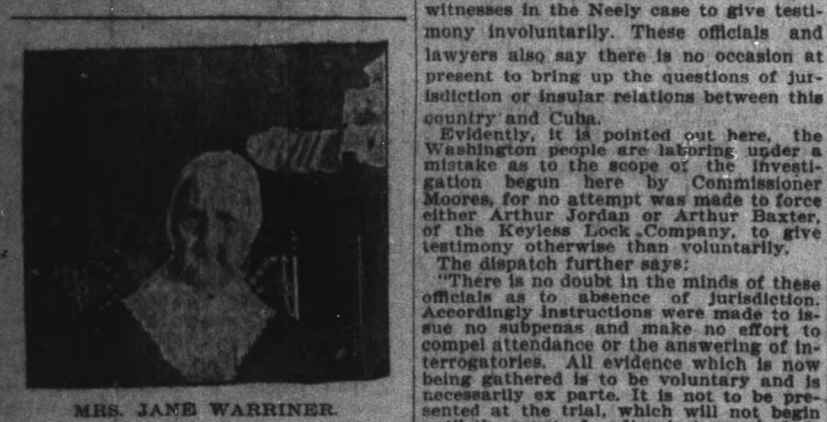 MRS. JANE WARRINER.
witnesses in the Neely case to give testi-
mony involuntarily. These officials and
lawyers also say there is no occasion at
present to bring up the questions of jur-
isdiction or insular relations between this
country and Cuba.
Evidently, it is pointed out here, the
Washington people are laboring under a
mistake as to the scope of the investi-
gation begun here by Commissioner
Moores, for no attempt was made to force
either Arthur Jordan or Arthur Baxter,
of the Keyless Lock Company, to give
testimony otherwise than voluntarily.
The dispatch further says:
"There is no doubt in the minds of these
officials as to absence of jurisdiction.
Accordingly instructions were made to is-
sue no subpenas and make no effort to
compel attendance or the answering of in-
terrogatories. All evidence which is now
being gathered is to be voluntary and is
necessarily ex parte. It is not to be pre-
sented at the trial, which will not begin